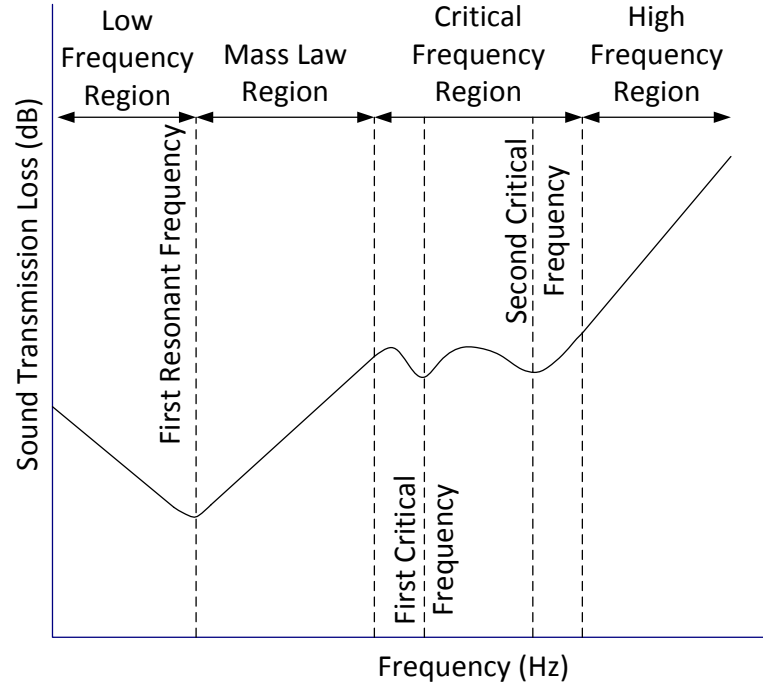 Low
Frequency
Region
Mass Law
Region
Critical
Frequency
Region
High
Frequency
Region
Sound Transmission Loss (dB)
First Resonant Frequency
First Critical
Frequency
Second Critical
Frequency
Frequency (Hz)